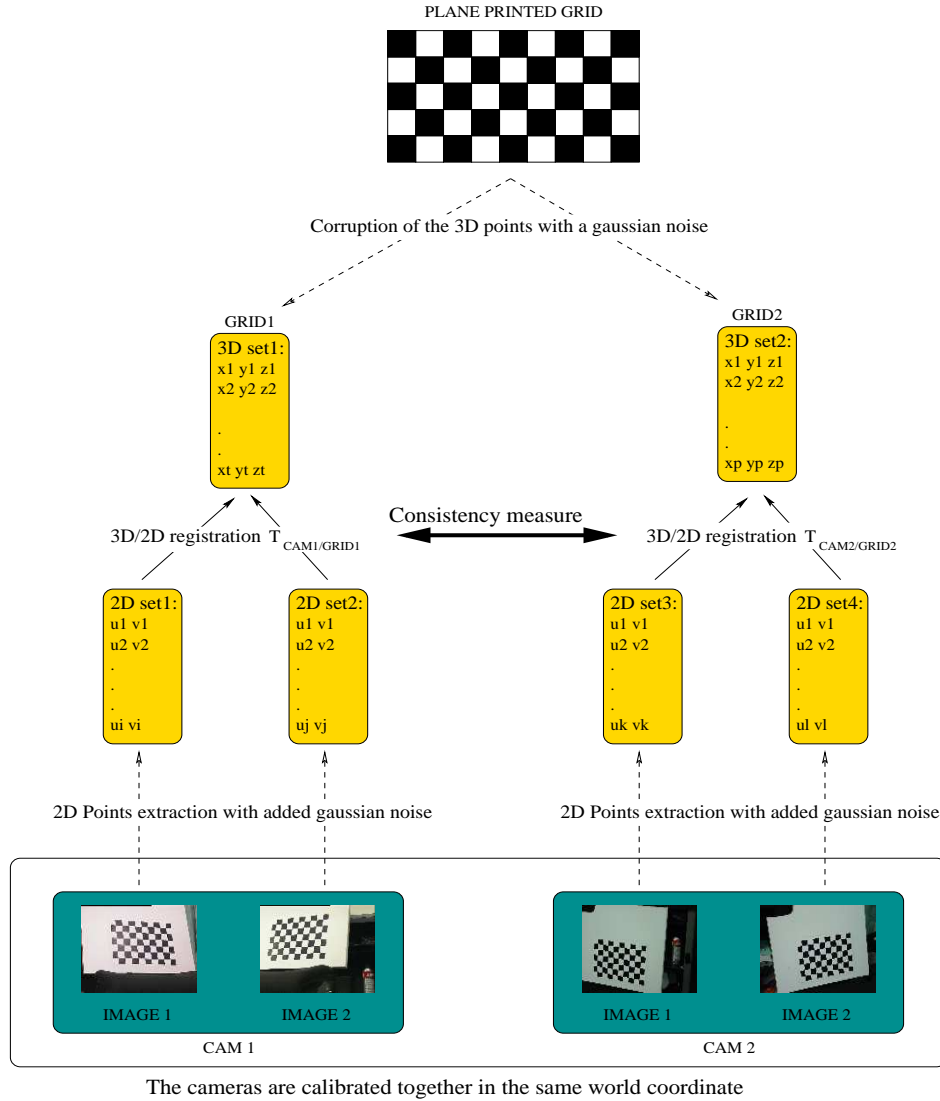 PLANE PRINTED GRID
Corruption of the 3D points with a gaussian noise
GRID1
3D set1:
x1 y1 z1
x2 y2 z2
.
.
xt yt zt
GRID2
3D set2:
x1 y1 z1
x2 y2 z2
.
.
xp yp zp
Consistency measure
3D/2D registration T CAM1/GRID1
3D/2D registration T CAM2/GRID2
2D set1:
u1 v1
u2 v2
.
.
.
ui vi
2D set2:
u1 v1
u2 v2
.
.
.
uj vj
2D set3:
u1 v1
u2 v2
.
.
.
uk vk
2D set4:
u1 v1
u2 v2
.
.
.
ul vl
2D Points extraction with added gaussian noise
2D Points extraction with added gaussian noise
IMAGE 1
IMAGE 2
CAM 1
IMAGE 1
IMAGE 2
CAM 2
The cameras are calibrated together in the same world coordinate